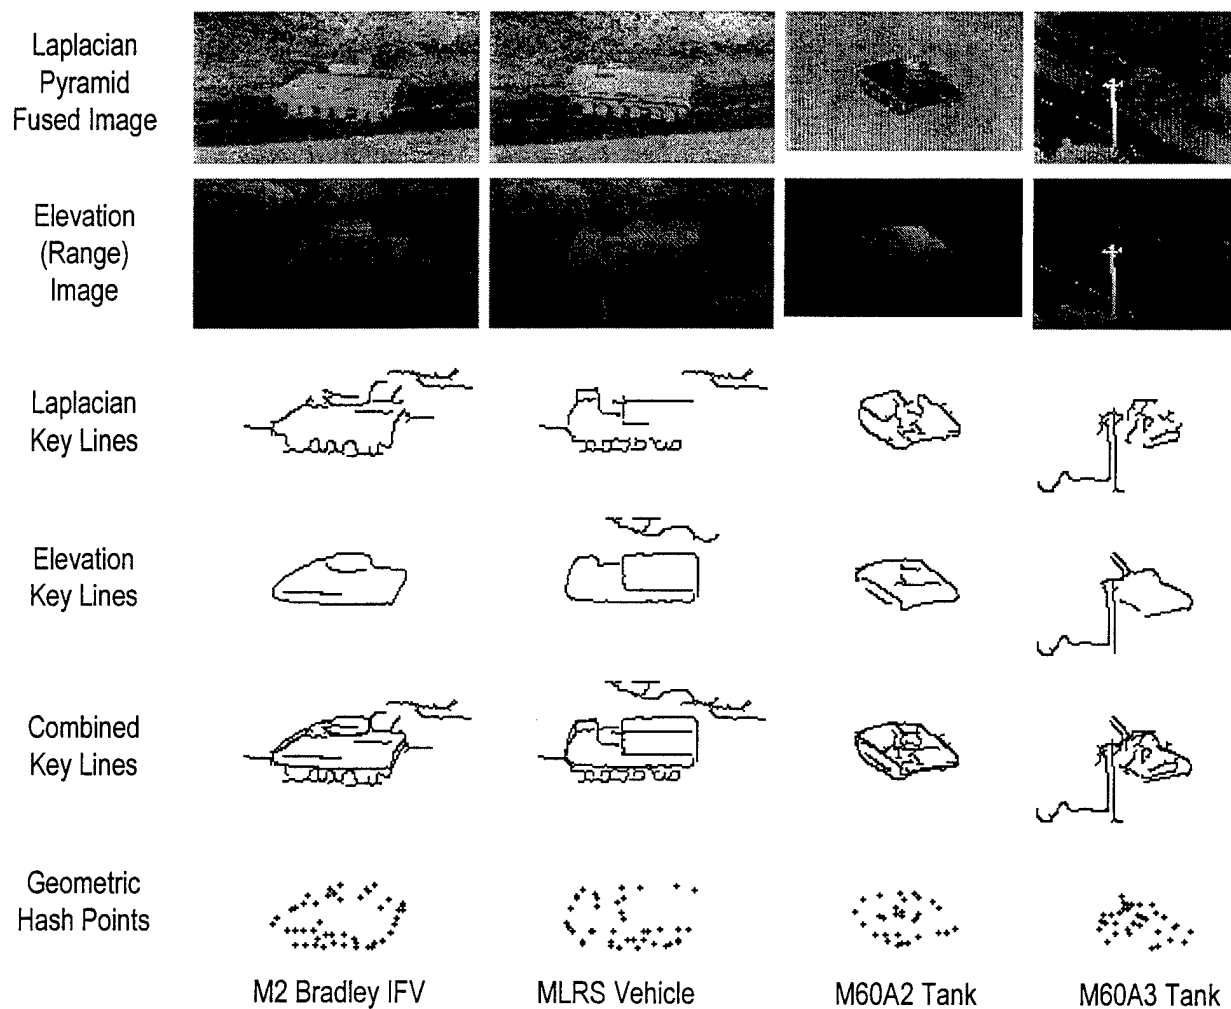 Laplacian
Pyramid
Fused Image
Elevation
(Range)
Image
Laplacian
Key Lines
Elevation
Key Lines
Combined
Key Lines
Geometric
Hash Points
M2 Bradley IFV
MLRS Vehicle
M60A2 Tank
M60A3 Tank